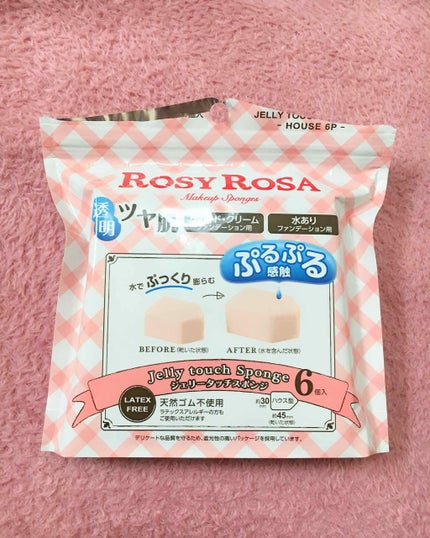 個入
JELLY TOUCH
- HOUSE 6P -
ROSY ROSA
Makeup Sponges
透明
ツヤ肌
ド・クリーム
ファンデーション用
水あり
ファンデーション用
ぷるぷる
感触
水でぷっくり膨らむ
BEFORE(乾いた状態)
AFTER(水を含んだ状態)
Jelly touch Sponge
ジェリータッチスポンジ
6個入
LATEX
FREE
天然ゴム不使用
ラテックスアレルギーの方も
ご使用いただけます
約30mm
ハウス型
約45mm
(乾いた状態)
デリケートな品質を守るため、遮光性の高いパッケージを採用しています。